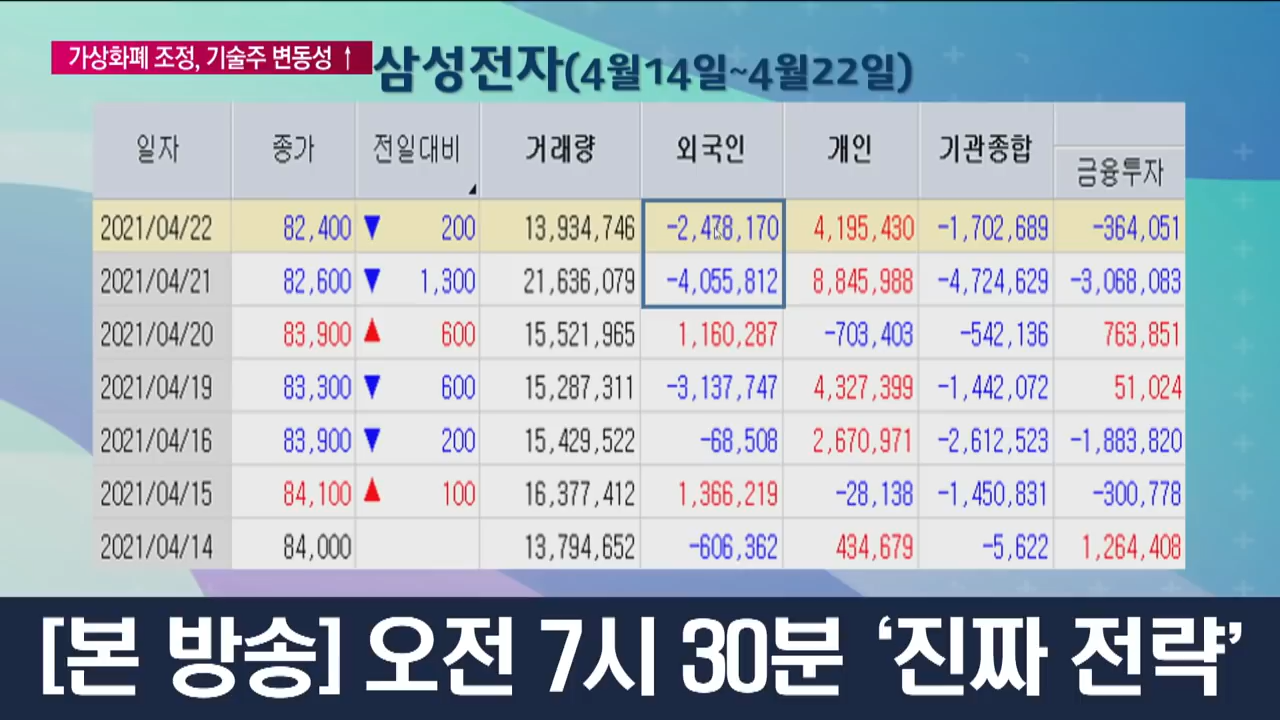 가상화폐 조정, 기술주 변동성 ↑
삼성전자(4월14일~4월22일)
일자 종가 전일대비 거래량 외국인 개인 기관종합 금융투자
2021/04/22 82,400 ▼ 200 13,934,746 -2,478,170 4,195,430 -1,702,689 -364,051
2021/04/21 82,600 ▼ 1,300 21,636,079 -4,055,812 8,845,988 -4,724,629 -3,068,083
2021/04/20 83,900 ▲ 600 15,521,965 1,160,287 -703,403 -542,136 763,851
2021/04/19 83,300 ▼ 600 15,287,311 -3,137,747 4,327,399 -1,442,072 51,024
2021/04/16 83,900 ▼ 200 15,429,522 -68,508 2,670,971 -2,612,523 -1,883,820
2021/04/15 84,100 ▲ 100 16,377,412 1,366,219 -28,138 -1,450,831 -300,778
2021/04/14 84,000 13,794,652 -606,362 434,679 -5,622 1,264,408
[본 방송] 오전 7시 30분 ‘진짜 전략’